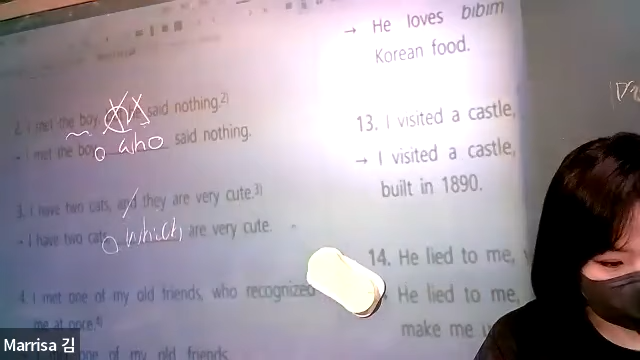 2. I met the boy, said nothing.2)
→ I met the boy, who said nothing.
3. I have two cats, and they are very cute.3)
→ I have two cats, which are very cute.
4. I met one of my old friends, who recognized
me at once.4)
one of my old friends
→ He loves bibim
Korean food.
13. I visited a castle,
→ I visited a castle,
built in 1890.
14. He lied to me,
He lied to me,
make me
Marrisa 김